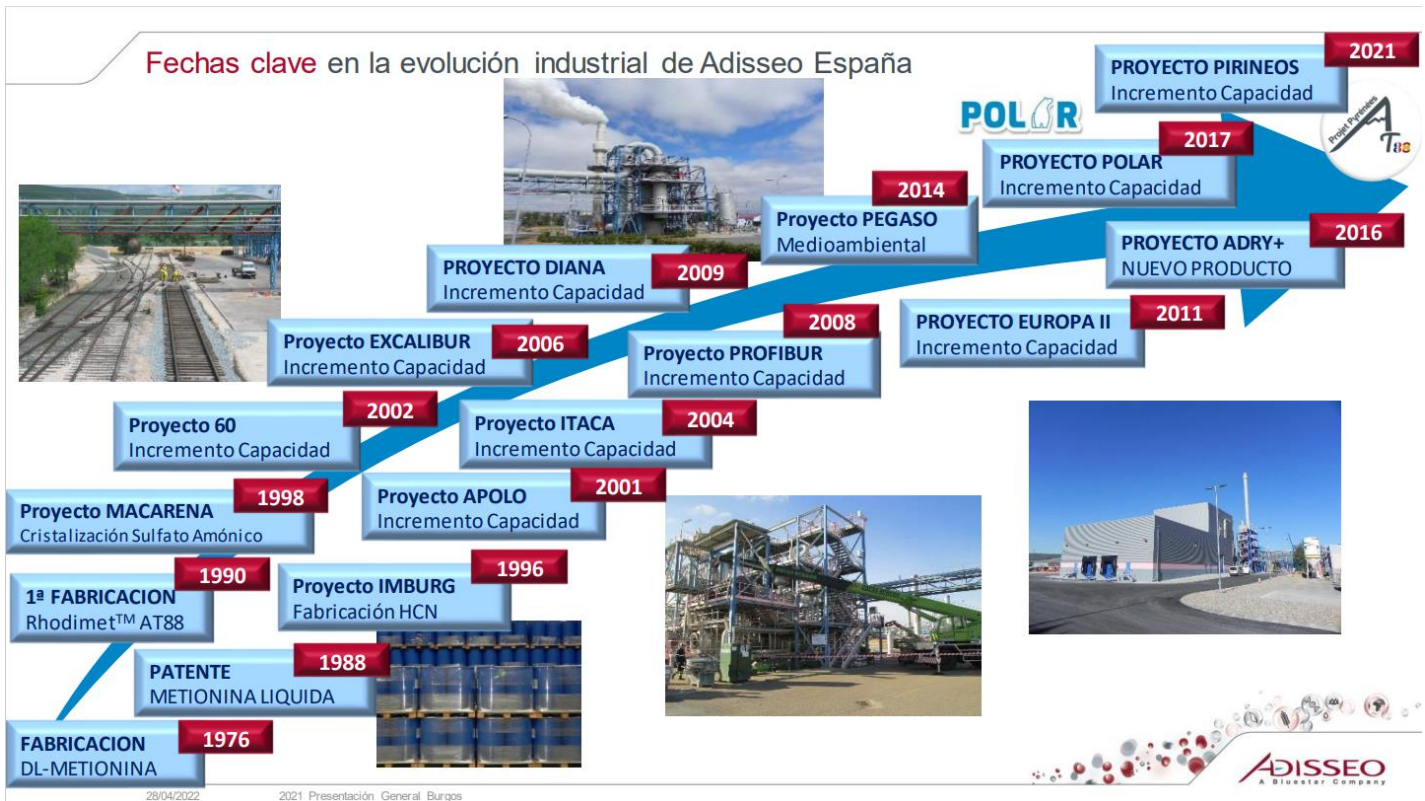 Fechas clave en la evolución industrial de Adisseo España
2021
PROYECTO PIRINEOS
Incremento Capacidad
POLAR
Projet Pyrénées
AT88
2017
PROYECTO POLAR
Incremento Capacidad
2014
Proyecto PEGASO
Medioambiental
2016
PROYECTO ADRY+
NUEVO PRODUCTO
2009
PROYECTO DIANA
Incremento Capacidad
2011
PROYECTO EUROPA II
Incremento Capacidad
2008
Proyecto PROFIBUR
Incremento Capacidad
2006
Proyecto EXCALIBUR
Incremento Capacidad
2002
Proyecto 60
Incremento Capacidad
2004
Proyecto ITACA
Incremento Capacidad
1998
Proyecto MACARENA
Cristalización Sulfato Amónico
2001
Proyecto APOLO
Incremento Capacidad
1990
1ª FABRICACION
Rhodimet™ AT88
1996
Proyecto IMBURG
Fabricación HCN
1988
PATENTE
METIONINA LIQUIDA
1976
FABRICACION
DL-METIONINA
ADISSEO
A Bluestar Company
28/04/2022
2021 Presentación General Burgos